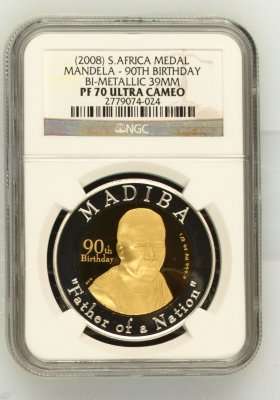 (2008) S.AFRICA MEDAL
MANDELA - 90TH BIRTHDAY
BI-METALLIC 39MM
PF 70 ULTRA CAMEO
2779074-024
NGC
MADIBA
90th
Birthday
"Father of a Nation"